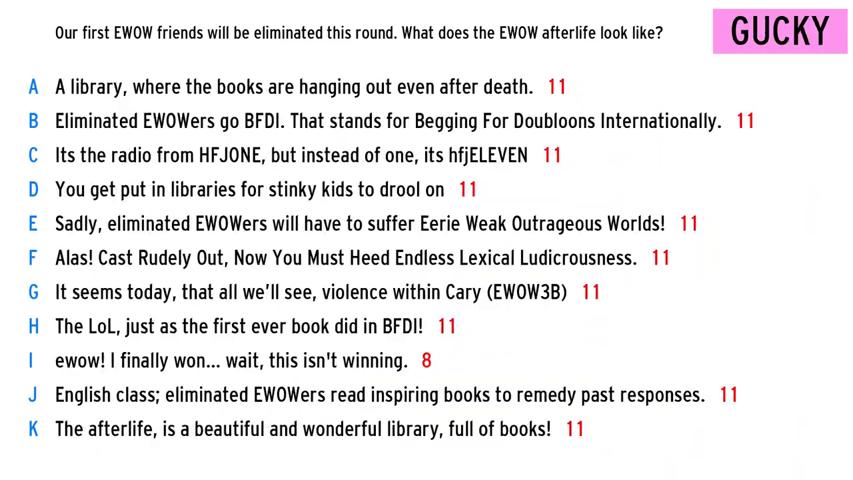 Our first EWOW friends will be eliminated this round. What does the EWOW afterlife look like?
GUCKY
A A library, where the books are hanging out even after death. 11
B Eliminated EWOWers go BFDI. That stands for Begging For Doubloons Internationally. 11
C Its the radio from HFJONE, but instead of one, its hfjELEVEN 11
D You get put in libraries for stinky kids to drool on 11
E Sadly, eliminated EWOWers will have to suffer Eerie Weak Outrageous Worlds! 11
F Alas! Cast Rudely Out, Now You Must Heed Endless Lexical Ludicrousness. 11
G It seems today, that all we'll see, violence within Cary (EWOW3B) 11
H The LoL, just as the first ever book did in BFDI! 11
I ewow! I finally won... wait, this isn't winning. 8
J English class; eliminated EWOWers read inspiring books to remedy past responses. 11
K The afterlife, is a beautiful and wonderful library, full of books! 11